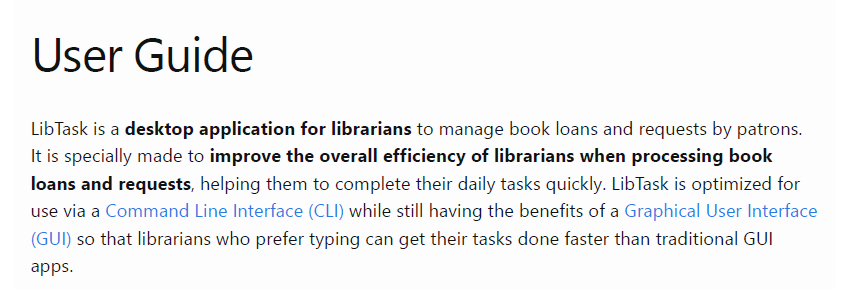 User Guide
LibTask is a desktop application for librarians to manage book loans and requests by patrons.
It is specially made to improve the overall efficiency of librarians when processing book
loans and requests, helping them to complete their daily tasks quickly. LibTask is optimized for
use via a Command Line Interface (CLI) while still having the benefits of a Graphical User Interface
(GUI) so that librarians who prefer typing can get their tasks done faster than traditional GUI
apps.